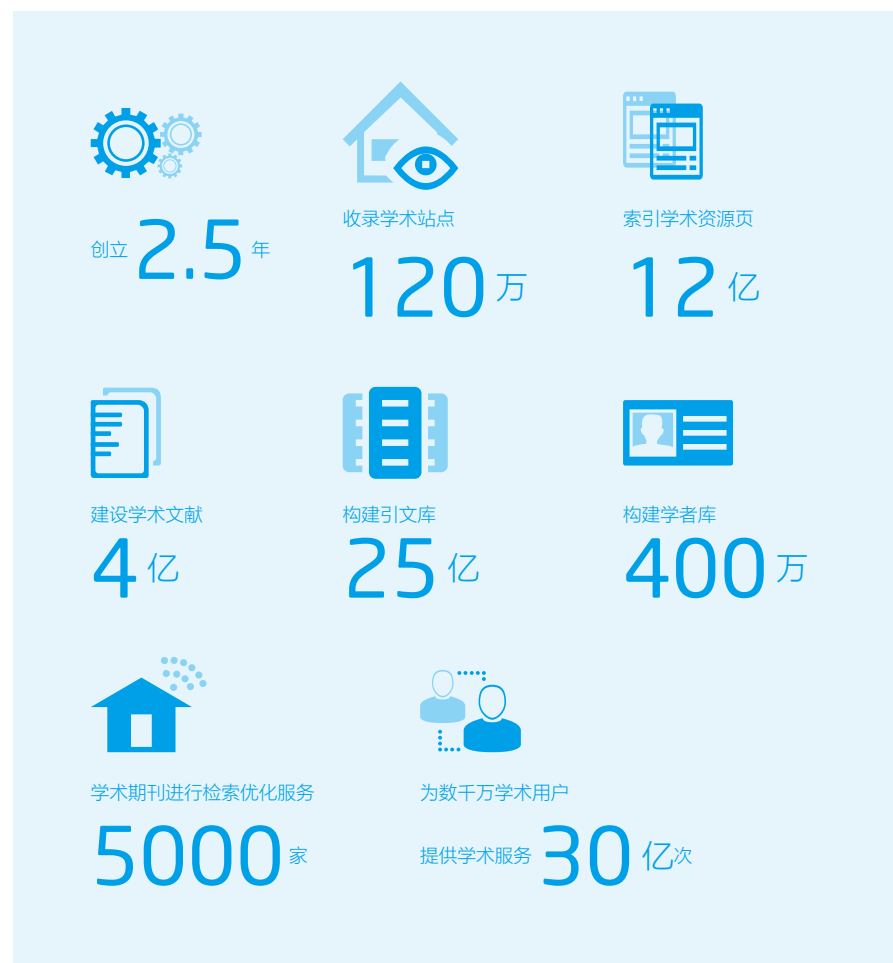 创立 2.5 年
收录学术站点
120 万
索引学术资源页
12 亿
建设学术文献
4 亿
构建引文库
25 亿
构建学者库
400 万
学术期刊进行检索优化服务
5000 家
为数千万学术用户
提供学术服务 30 亿次